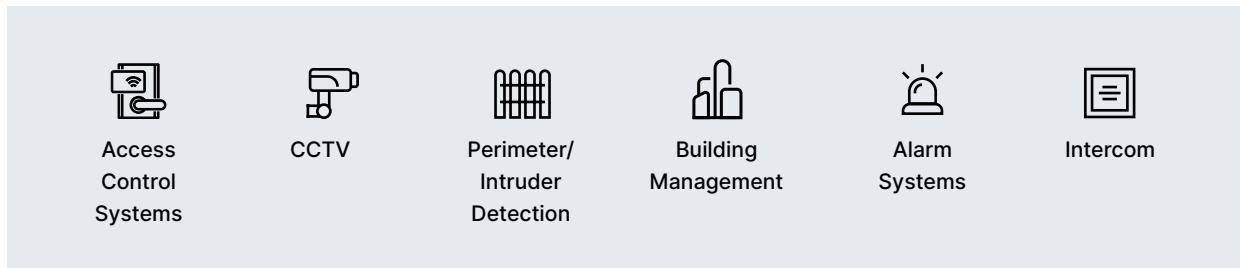 Access
Control
Systems
CCTV
Perimeter/
Intruder
Detection
Building
Management
Alarm
Systems
Intercom